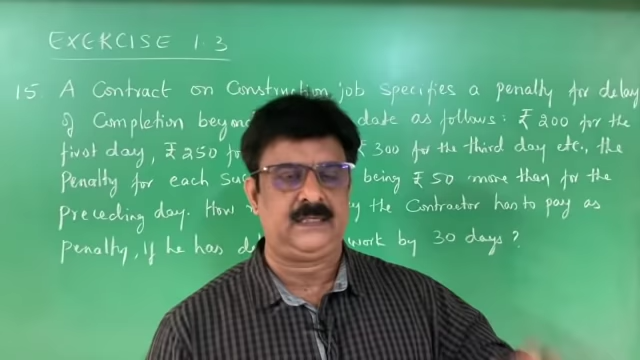 EXERCISE 1.3
15. A Contract on Construction job specifies a penalty for delay
of Completion date as follows: ₹200 for the
first day, ₹250 ₹300 for the third day etc., the
Penalty for each being ₹50 more than for the
preceding day. How the Contractor has to pay as
Penalty, if he has work by 30 days?